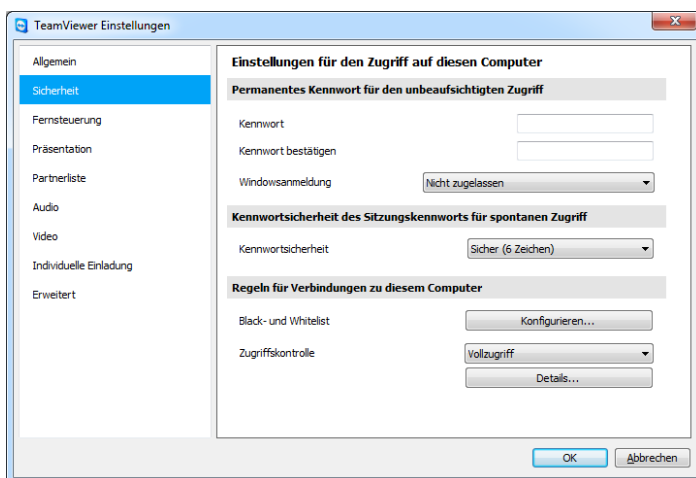 TeamViewer Einstellungen
Allgemein
Sicherheit
Fernsteuerung
Präsentation
Partnerliste
Audio
Video
Individuelle Einladung
Erweitert
Einstellungen für den Zugriff auf diesen Computer
Permanentes Kennwort für den unbeaufsichtigten Zugriff
Kennwort
Kennwort bestätigen
Windowsanmeldung Nicht zugelassen
Kennwortsicherheit des Sitzungskennworts für spontanen Zugriff
Kennwortsicherheit Sicher (6 Zeichen)
Regeln für Verbindungen zu diesem Computer
Black- und Whitelist Konfigurieren...
Zugriffskontrolle Vollzugriff
Details...
OK Abbrechen